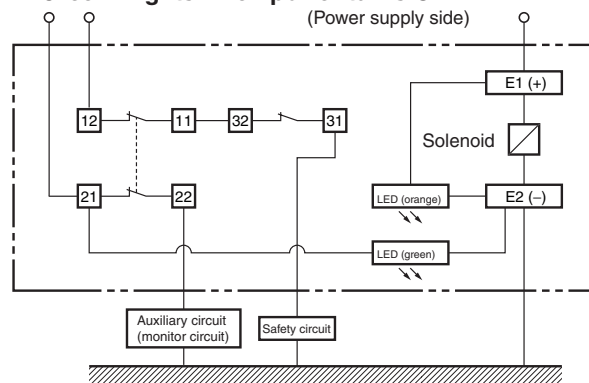 (Power supply side)
E1 (+)
12
11
32
31
Solenoid
21
22
LED (orange)
E2 (−)
LED (green)
Auxiliary circuit
(monitor circuit)
Safety circuit